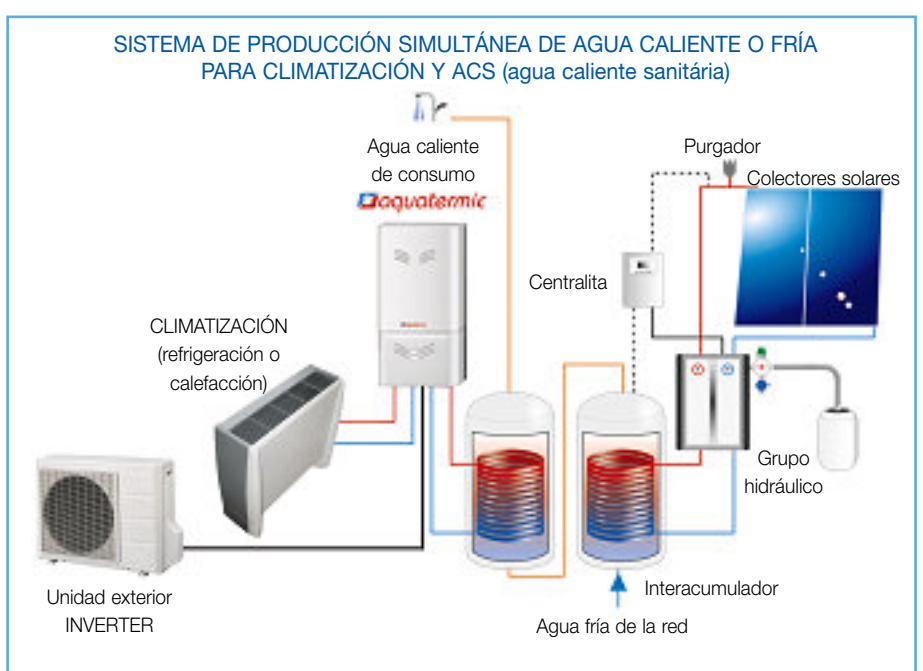 SISTEMA DE PRODUCCIÓN SIMULTÁNEA DE AGUA CALIENTE O FRÍA
PARA CLIMATIZACIÓN Y ACS (agua caliente sanitária)
Agua caliente
de consumo
aquatermic
Purgador
Colectores solares
Centralita
CLIMATIZACIÓN
(refrigeración o
calefacción)
Grupo
hidráulico
Interacumulador
Agua fría de la red
Unidad exterior
INVERTER